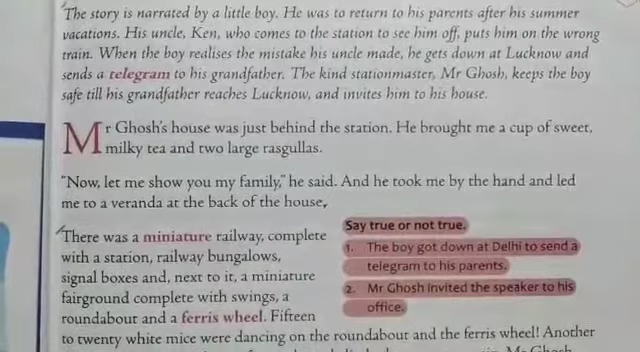 The story is narrated by a little boy. He was to return to his parents after his summer
vacations. His uncle, Ken, who comes to the station to see him off, puts him on the wrong
train. When the boy realises the mistake his uncle made, he gets down at Lucknow and
sends a telegram to his grandfather. The kind stationmaster, Mr Ghosh, keeps the boy
safe till his grandfather reaches Lucknow, and invites him to his house.
Mr Ghosh's house was just behind the station. He brought me a cup of sweet,
milky tea and two large rasgullas.
"Now, let me show you my family," he said. And he took me by the hand and led
me to a veranda at the back of the house.
There was a miniature railway, complete
with a station, railway bungalows,
signal boxes and, next to it, a miniature
fairground complete with swings, a
roundabout and a ferris wheel. Fifteen
Say true or not true.
1. The boy got down at Delhi to send a
telegram to his parents.
2. Mr Ghosh invited the speaker to his
office.
to twenty white mice were dancing on the roundabout and the ferris wheel! Another